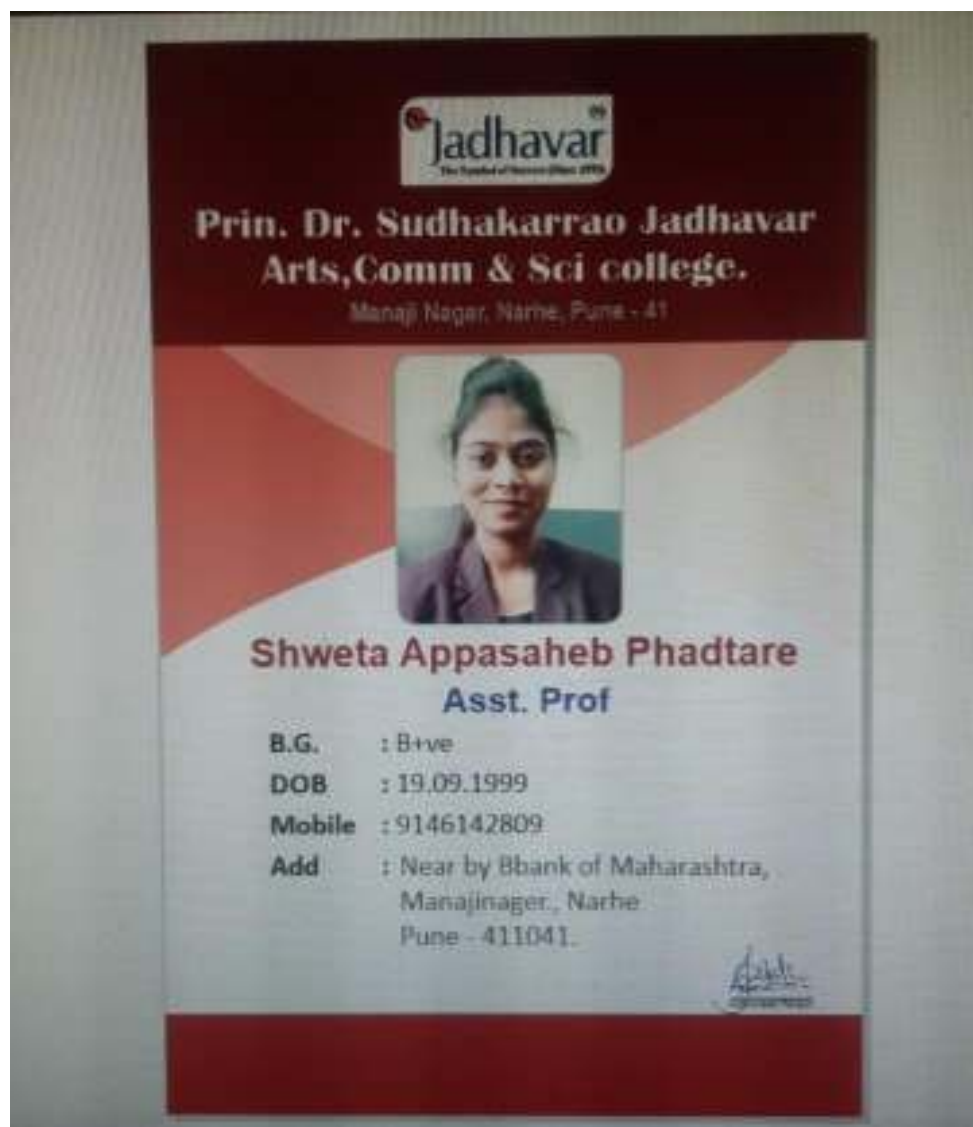 Jadhavar
Prin. Dr. Sudhakarrao Jadhavar
Arts,Comm & Sci college.
Manaji Nagar, Narhe, Pune - 41
Shweta Appasaheb Phadtare
Asst. Prof
B.G. : B+ve
DOB : 19.09.1999
Mobile : 9146142809
Add : Near by Bbank of Maharashtra,
Manajinager., Narhe
Pune - 411041.